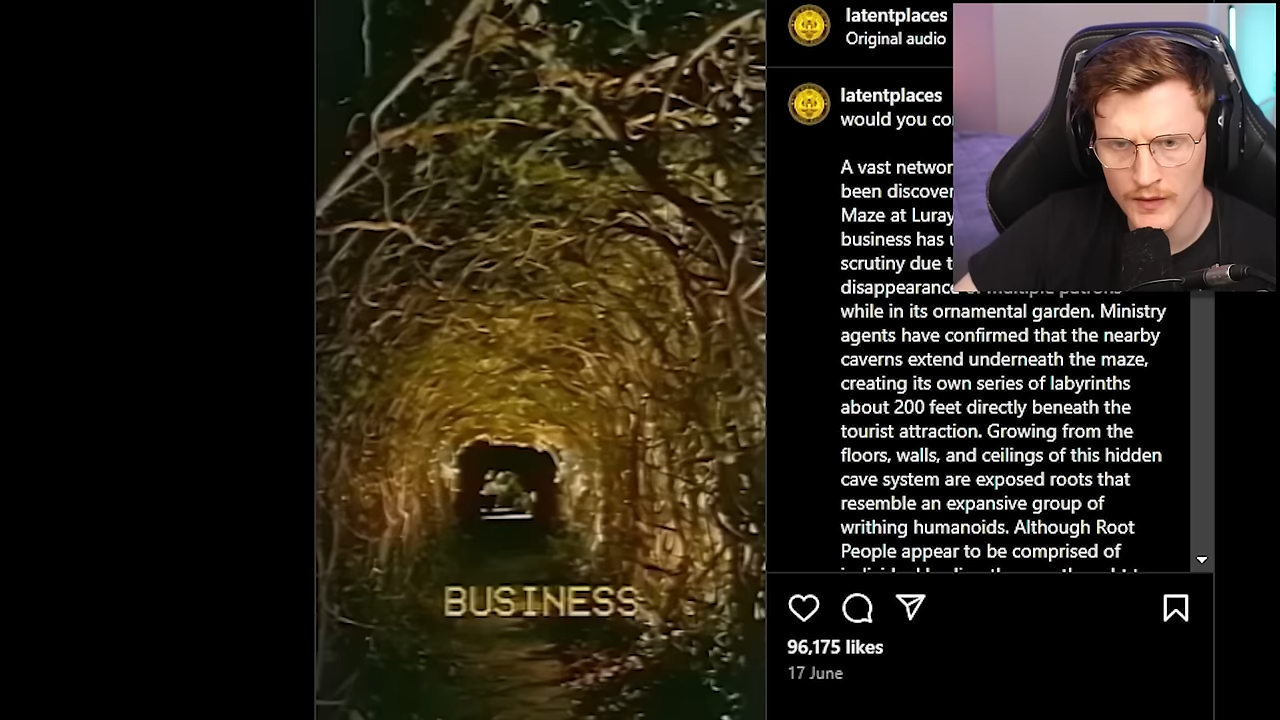 latentplaces
Original audio
latentplaces
would you
A vast
been
Maze at Luray
business has
scrutiny due
disappearance of multiple patrons
while in its ornamental garden. Ministry
agents have confirmed that the nearby
caverns extend underneath the maze,
creating its own series of labyrinths
about 200 feet directly beneath the
tourist attraction. Growing from the
floors, walls, and ceilings of this hidden
cave system are exposed roots that
resemble an expansive group of
writhing humanoids. Although Root
People appear to be comprised of
BUSINESS
96,175 likes
17 June